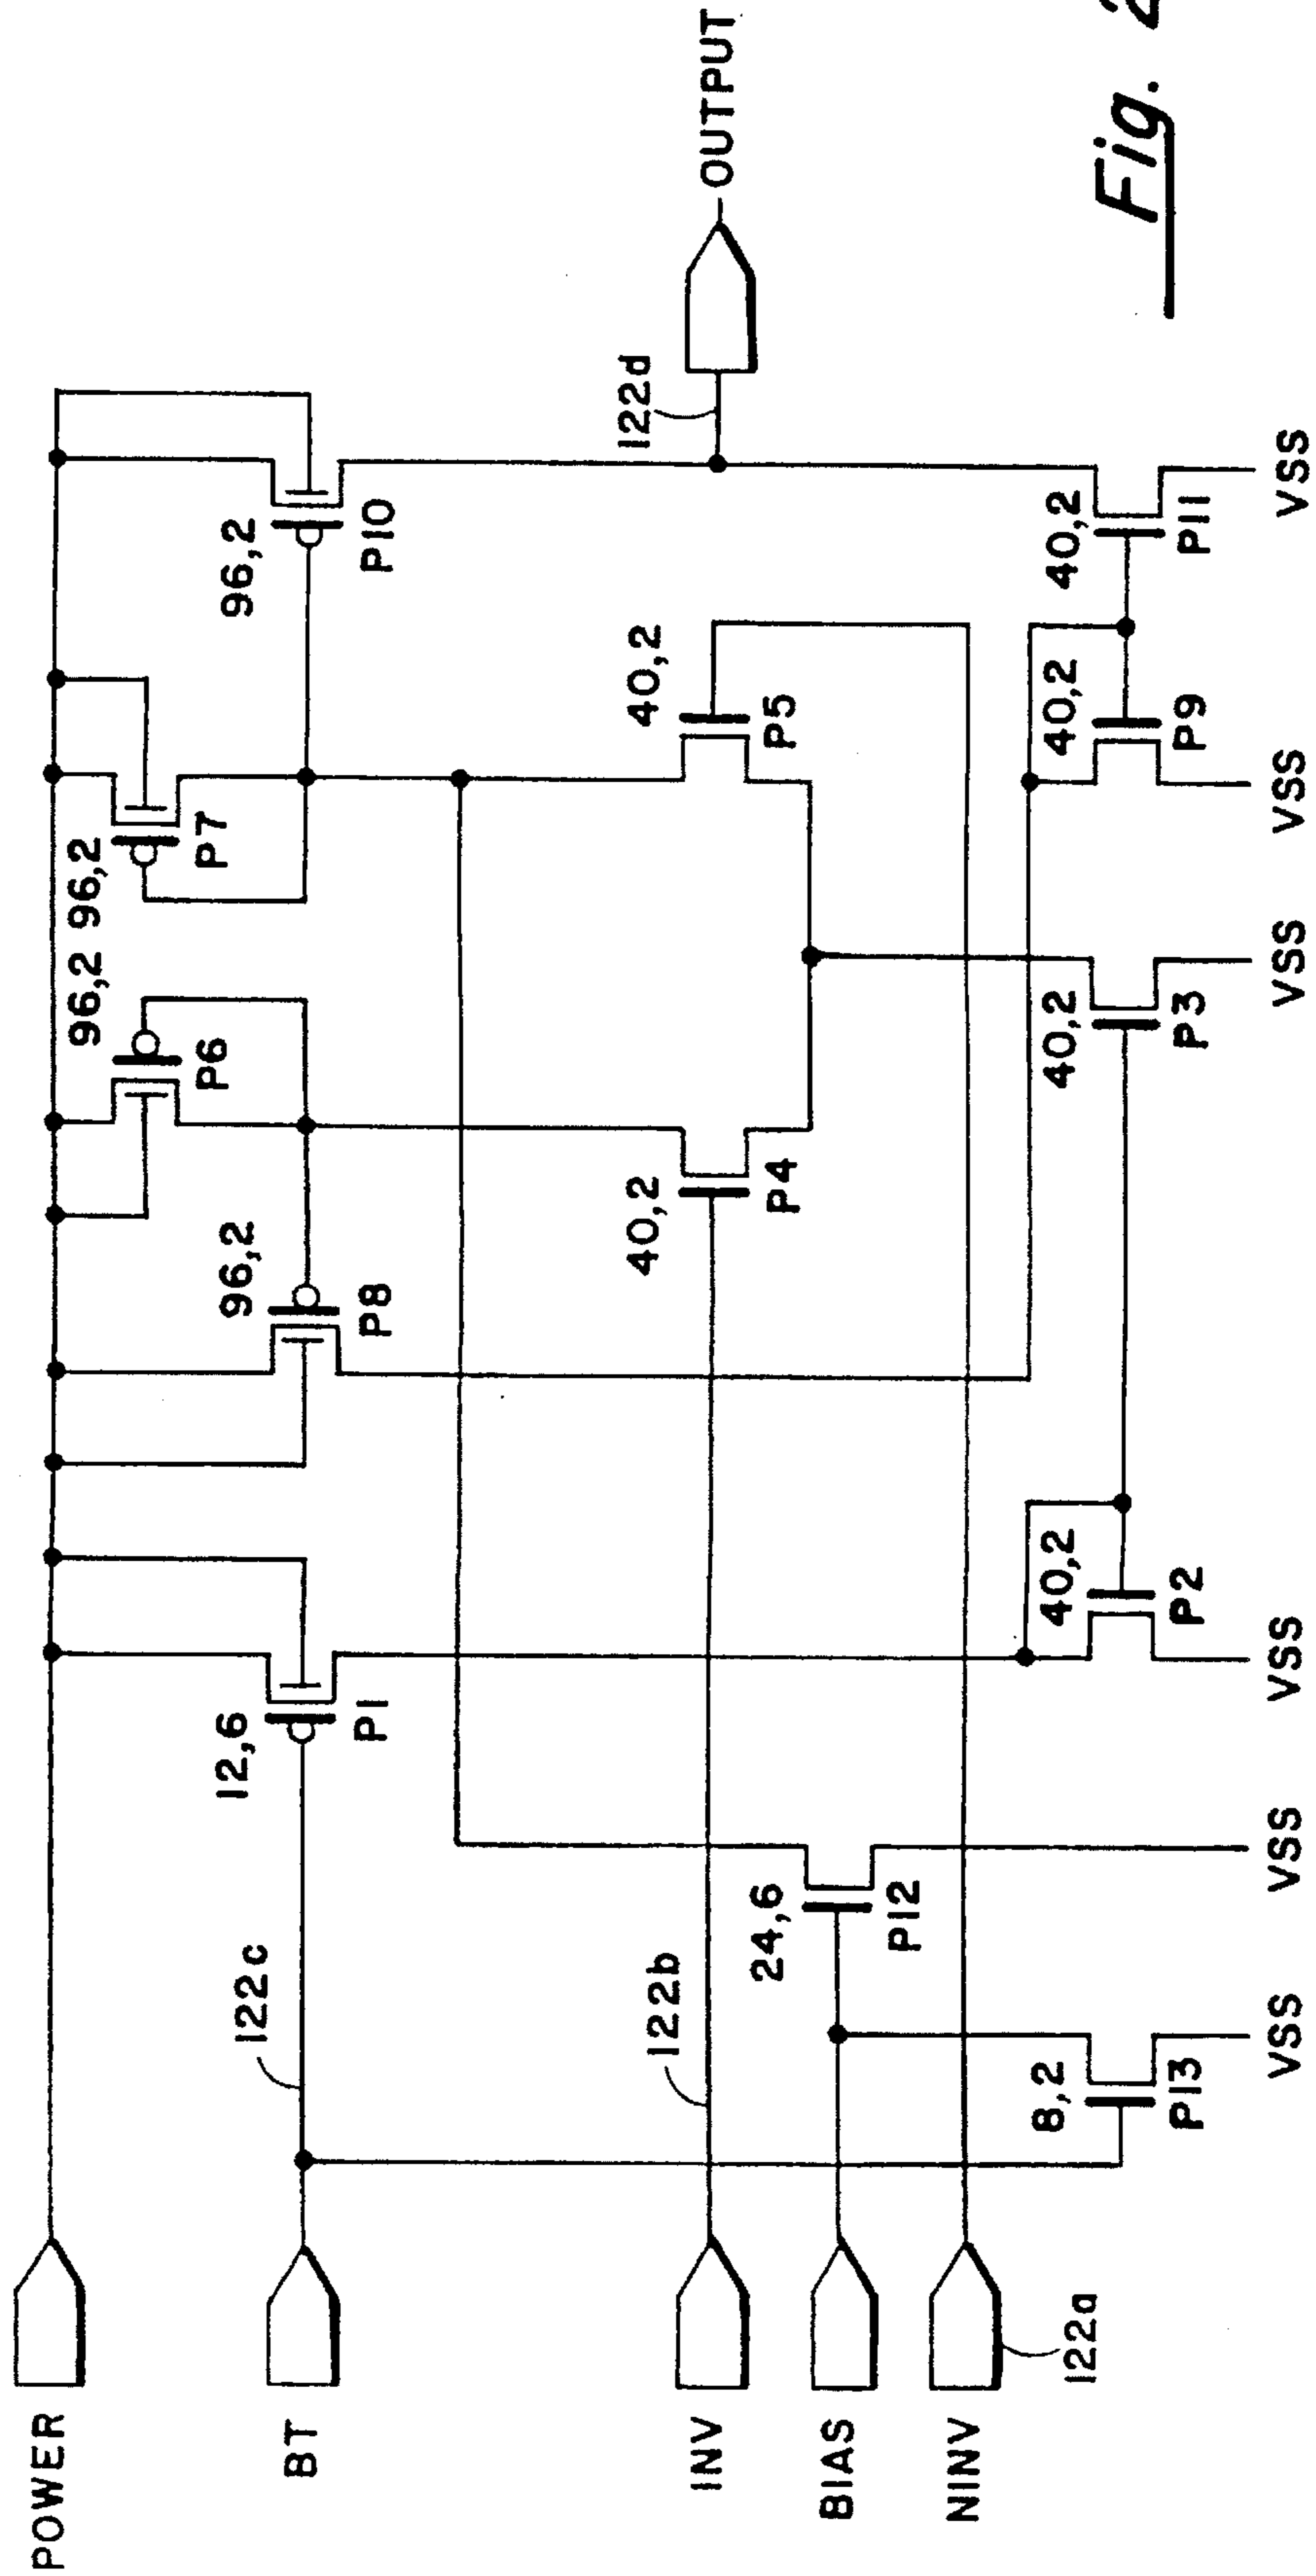 POWER
BT
INV
BIAS
NINV
122c
122b
122a
122d
OUTPUT
12,6
P1
96,2
P8
96,2
P6
96,2
P7
96,2
P10
24,6
P12
40,2
P4
40,2
P5
8,2
P13
40,2
P2
40,2
P3
40,2
P9
40,2
P11
VSS
VSS
VSS
VSS
VSS
VSS
Fig. 2